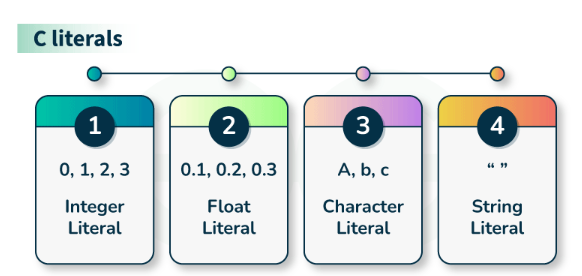 C literals
1
0, 1, 2, 3
Integer
Literal
2
0.1, 0.2, 0.3
Float
Literal
3
A, b, c
Character
Literal
4
“ ”
String
Literal